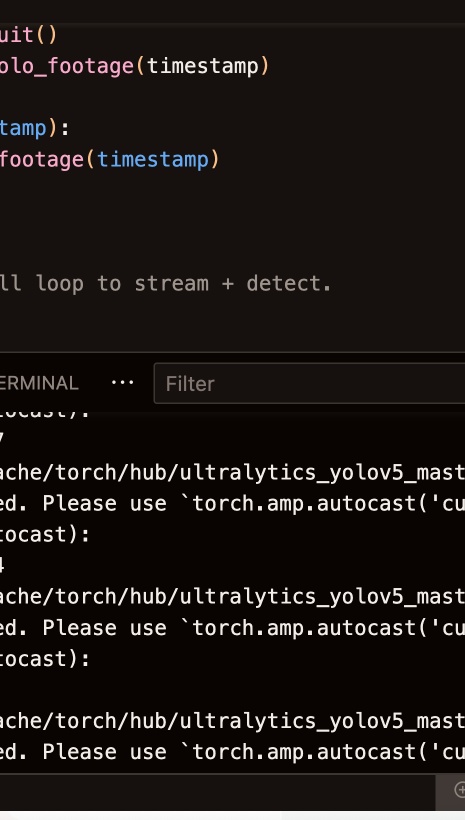 uit()
olo_footage(timestamp)
tamp):
footage(timestamp)
ll loop to stream + detect.
ERMINAL ··· Filter
tocast):
7
ache/torch/hub/ultralytics_yolov5_mast
ed. Please use `torch.amp.autocast('cu
tocast):
4
ache/torch/hub/ultralytics_yolov5_mast
ed. Please use `torch.amp.autocast('cu
tocast):
ache/torch/hub/ultralytics_yolov5_mast
ed. Please use `torch.amp.autocast('cu